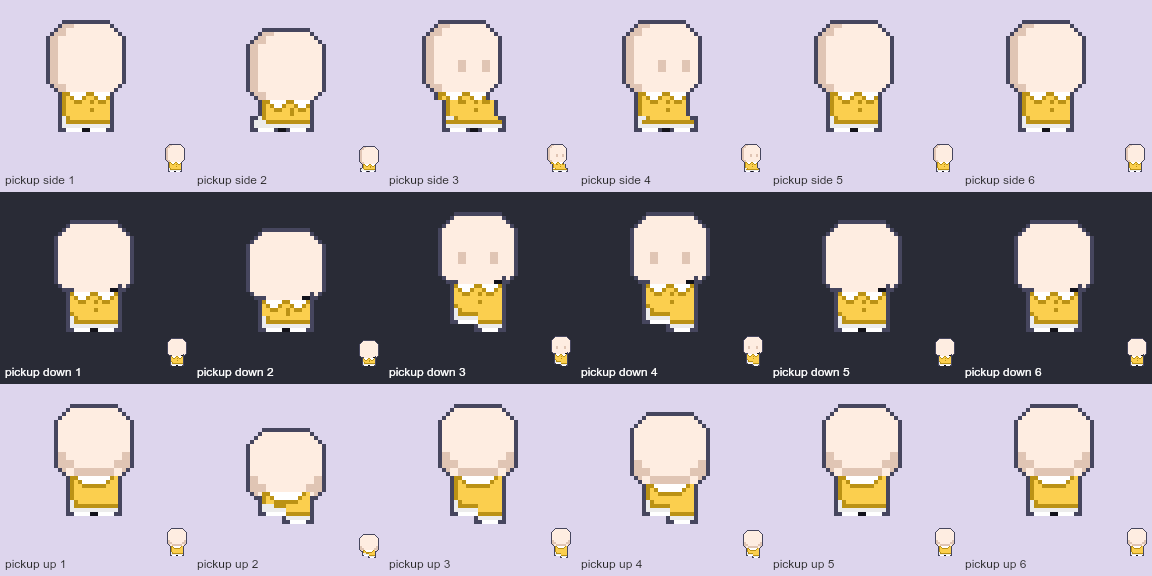 pickup side 1
pickup side 2
pickup side 3
pickup side 4
pickup side 5
pickup side 6
pickup down 1
pickup down 2
pickup down 3
pickup down 4
pickup down 5
pickup down 6
pickup up 1
pickup up 2
pickup up 3
pickup up 4
pickup up 5
pickup up 6